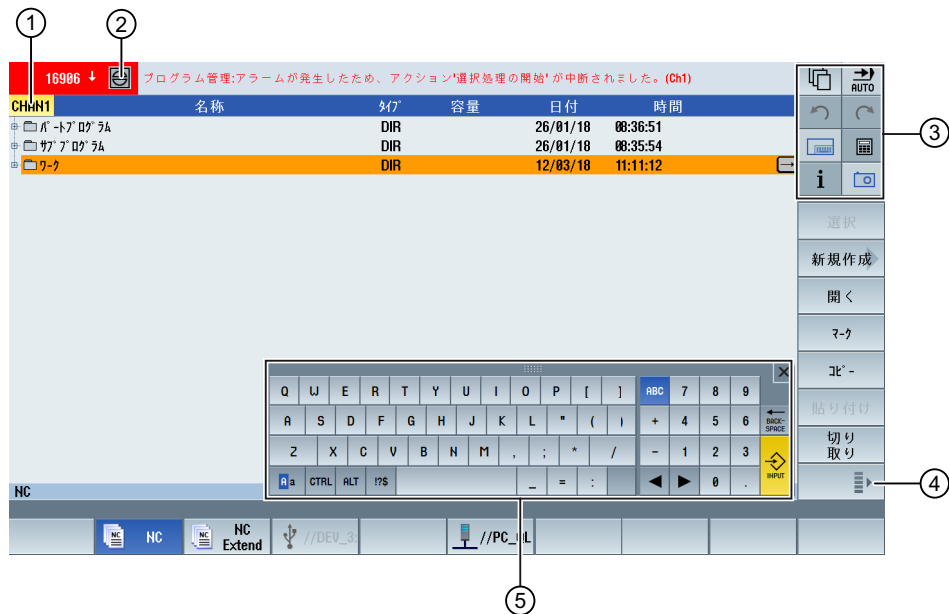 1
2
16906 ↓ プログラム管理:アラームが発生したため、アクション'選択処理の開始' が中断されました。(Ch1)
AUTO
CHAN1 名称 ﾀｲﾌﾟ 容量 日付 時間
ﾊﾟｰﾄﾌﾟﾛｸﾞﾗﾑ DIR 26/01/18 08:36:51
ｻﾌﾞﾌﾟﾛｸﾞﾗﾑ DIR 26/01/18 08:35:54
ﾜｰｸ DIR 12/03/18 11:11:12
3
i
選択
新規作成
開く
ﾏｰｸ
ｺﾋﾟｰ
貼り付け
切り
取り
4
Q W E R T Y U I O P [ ] ABC 7 8 9
A S D F G H J K L " ( ) + 4 5 6 BACK-
SPACE
Z X C V B N M , ; * / - 1 2 3
INPUT
Aa CTRL ALT !?$ _ = : ◀ ▶ 0 .
NC
NC NC
NC NC
Extend
//DEV_3:
//PC_QL
5